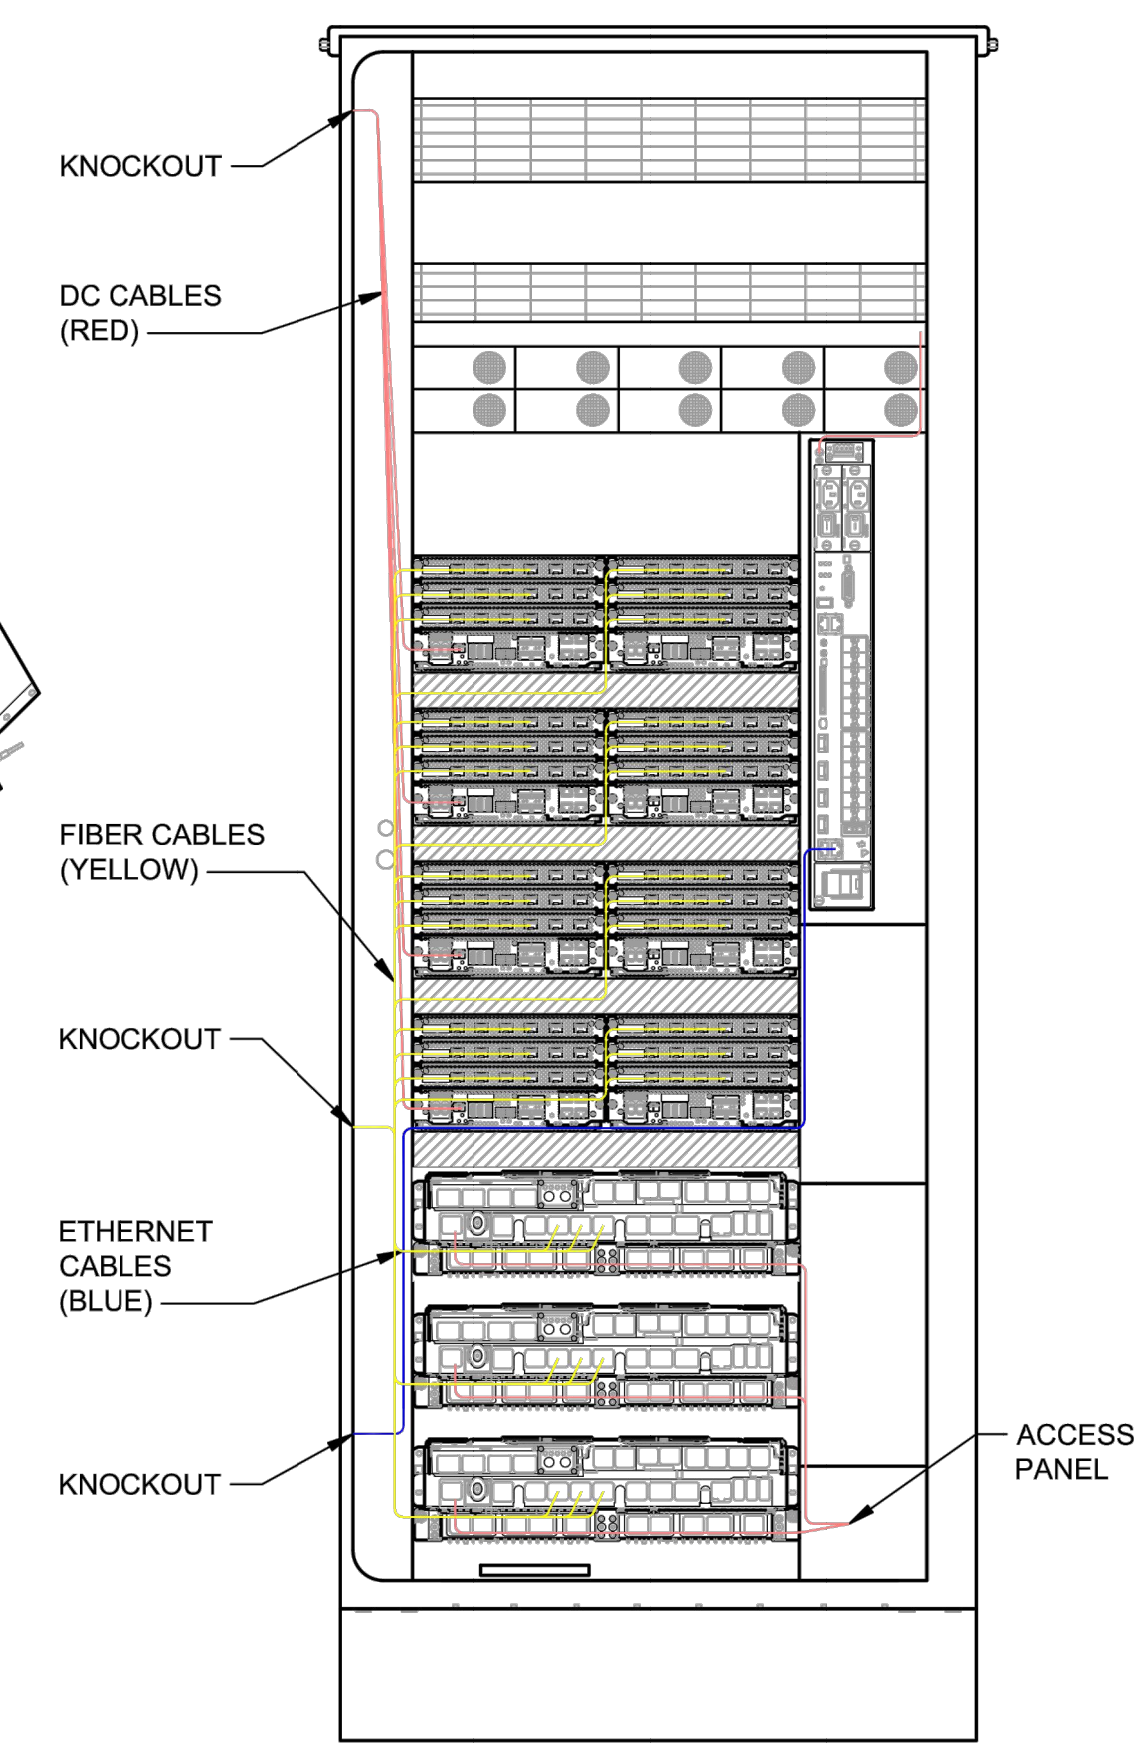 KNOCKOUT
DC CABLES
(RED)
FIBER CABLES
(YELLOW)
KNOCKOUT
ETHERNET
CABLES
(BLUE)
ACCESS
PANEL
KNOCKOUT